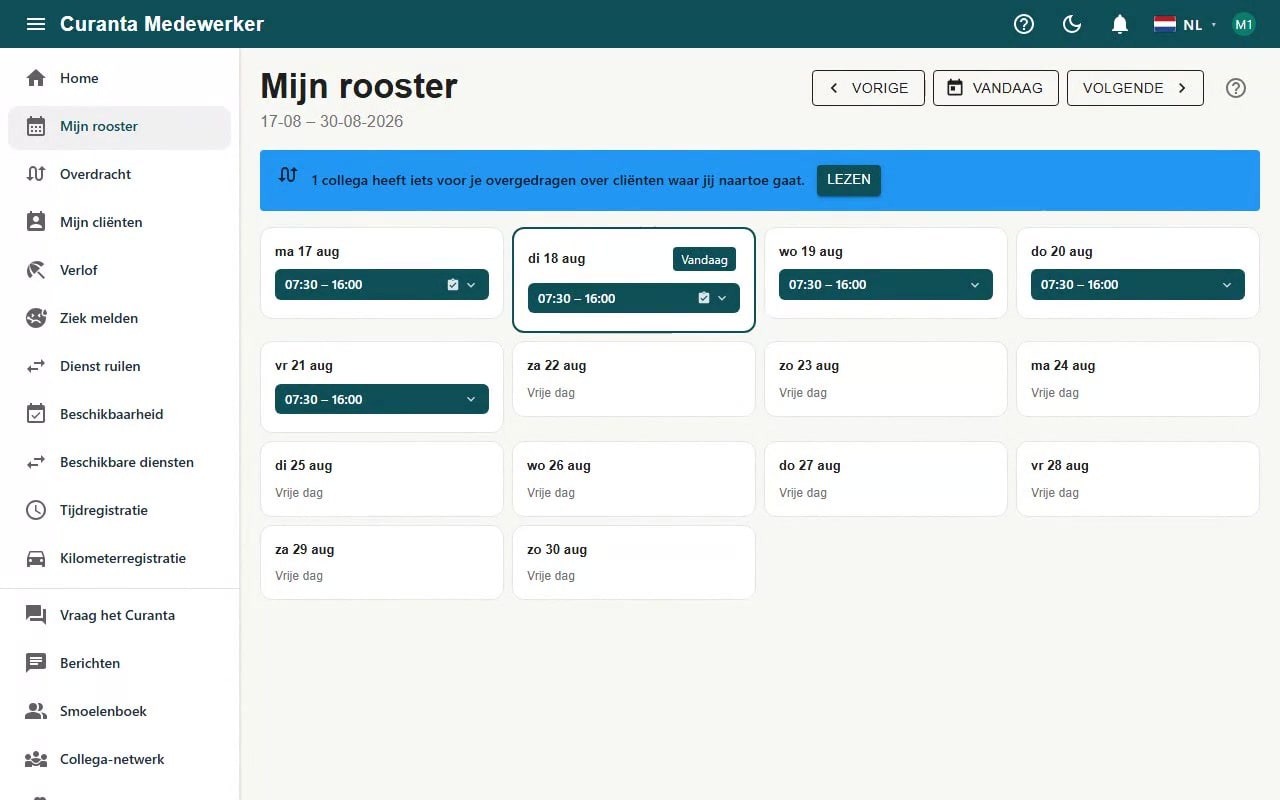 Curanta Medewerker
NL
M1
Home
Mijn rooster
Overdracht
Mijn cliënten
Verlof
Ziek melden
Dienst ruilen
Beschikbaarheid
Beschikbare diensten
Tijdregistratie
Kilometerregistratie
Vraag het Curanta
Berichten
Smoelenboek
Collega-netwerk
Mijn rooster
17-08 – 30-08-2026
VORIGE
VANDAAG
VOLGENDE
1 collega heeft iets voor je overgedragen over cliënten waar jij naartoe gaat.
LEZEN
ma 17 aug
07:30 – 16:00
di 18 aug
Vandaag
07:30 – 16:00
wo 19 aug
07:30 – 16:00
do 20 aug
07:30 – 16:00
vr 21 aug
07:30 – 16:00
za 22 aug
Vrije dag
zo 23 aug
Vrije dag
ma 24 aug
Vrije dag
di 25 aug
Vrije dag
wo 26 aug
Vrije dag
do 27 aug
Vrije dag
vr 28 aug
Vrije dag
za 29 aug
Vrije dag
zo 30 aug
Vrije dag